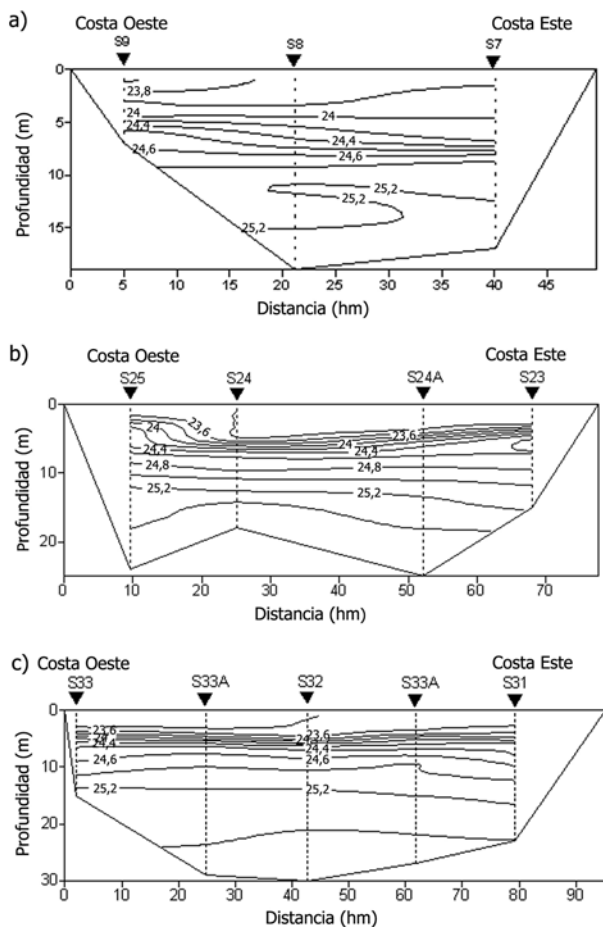 a)
Costa Oeste Costa Este
S9 S8 S7
0
23,8
24
5
24,4 24,4
24,6 24,6
10
25,2
25,2
15
25,2
Profundidad (m)
0 5 10 15 20 25 30 35 40 45
Distancia (hm)
b)
Costa Oeste Costa Este
S25 S24 S24A S23
0
23,6 23,6
24 24
24,4 24,4
24,8 24,8
10
25,2 25,2
20
Profundidad (m)
0 10 20 30 40 50 60 70
Distancia (hm)
c)
Costa Oeste Costa Este
S33 S33A S32 S33A S31
0
23,6 23,6
24 24
24,4 24,4
24,6 24,6
10
25,2 25,2
20
30
Profundidad (m)
0 10 20 30 40 50 60 70 80 90
Distancia (hm)